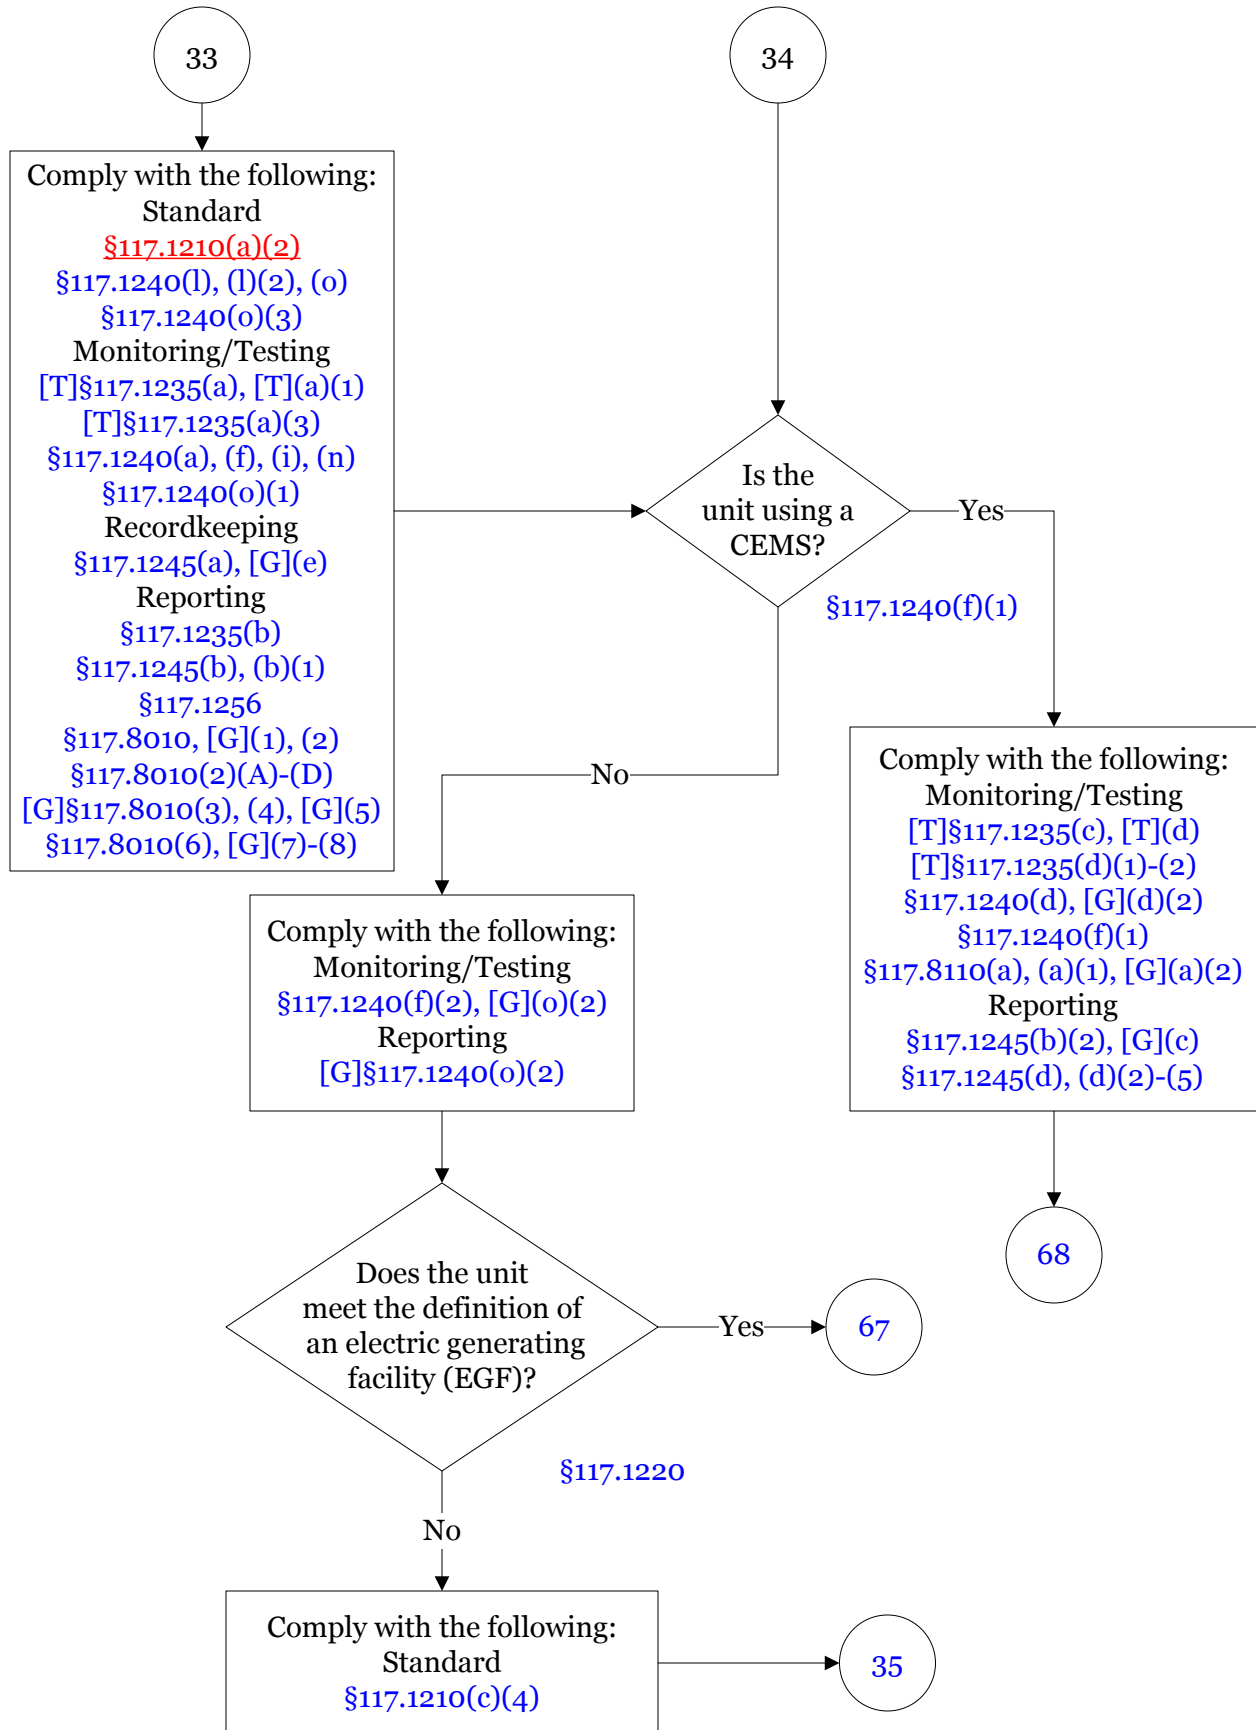 33
34
Comply with the following:
Standard
§117.1210(a)(2)
§117.1240(l), (l)(2), (o)
§117.1240(o)(3)
Monitoring/Testing
[T]§117.1235(a), [T](a)(1)
[T]§117.1235(a)(3)
§117.1240(a), (f), (i), (n)
§117.1240(o)(1)
Recordkeeping
§117.1245(a), [G](e)
Reporting
§117.1235(b)
§117.1245(b), (b)(1)
§117.1256
§117.8010, [G](1), (2)
§117.8010(2)(A)-(D)
[G]§117.8010(3), (4), [G](5)
§117.8010(6), [G](7)-(8)
Is the
unit using a
CEMS?
Yes
§117.1240(f)(1)
No
Comply with the following:
Monitoring/Testing
[T]§117.1235(c), [T](d)
[T]§117.1235(d)(1)-(2)
§117.1240(d), [G](d)(2)
§117.1240(f)(1)
§117.8110(a), (a)(1), [G](a)(2)
Reporting
§117.1245(b)(2), [G](c)
§117.1245(d), (d)(2)-(5)
68
Comply with the following:
Monitoring/Testing
§117.1240(f)(2), [G](o)(2)
Reporting
[G]§117.1240(o)(2)
Does the unit
meet the definition of
an electric generating
facility (EGF)?
Yes
67
§117.1220
No
Comply with the following:
Standard
§117.1210(c)(4)
35